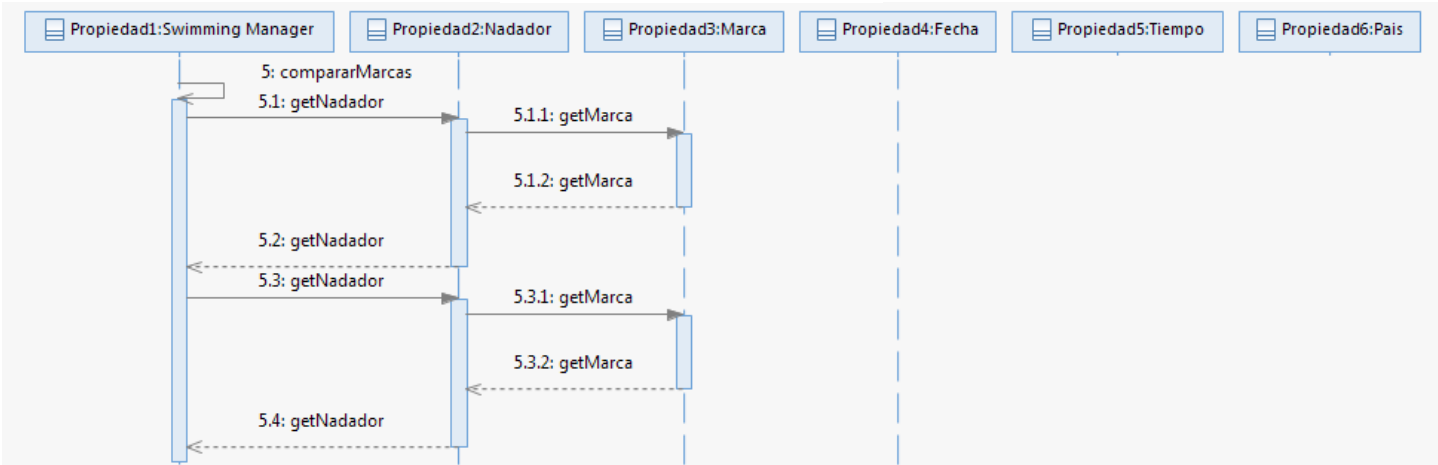 Propiedad1:Swimming Manager
Propiedad2:Nadador
Propiedad3:Marca
Propiedad4:Fecha
Propiedad5:Tiempo
Propiedad6:Pais
5: compararMarcas
5.1: getNadador
5.1.1: getMarca
5.1.2: getMarca
5.2: getNadador
5.3: getNadador
5.3.1: getMarca
5.3.2: getMarca
5.4: getNadador